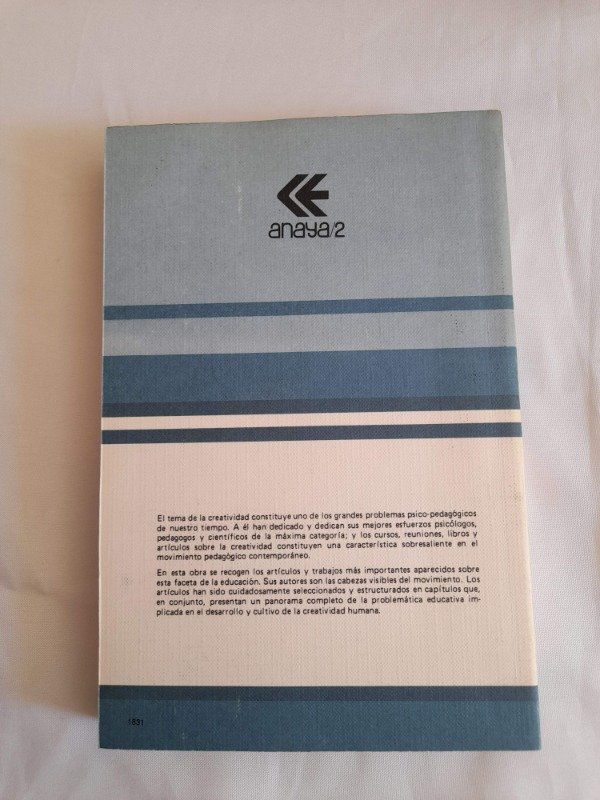 anaya/2
El tema de la creatividad constituye uno de los grandes problemas psico-pedagógicos
de nuestro tiempo. A él han dedicado y dedican sus mejores esfuerzos psicólogos,
pedagogos y científicos de la máxima categoría; y los cursos, reuniones, libros y
artículos sobre la creatividad constituyen una característica sobresaliente en el
movimiento pedagógico contemporáneo.
En esta obra se recogen los artículos y trabajos más importantes aparecidos sobre
esta faceta de la educación. Sus autores son las cabezas visibles del movimiento. Los
artículos han sido cuidadosamente seleccionados y estructurados en capítulos que,
en conjunto, presentan un panorama completo de la problemática educativa im-
plicada en el desarrollo y cultivo de la creatividad humana.
1831